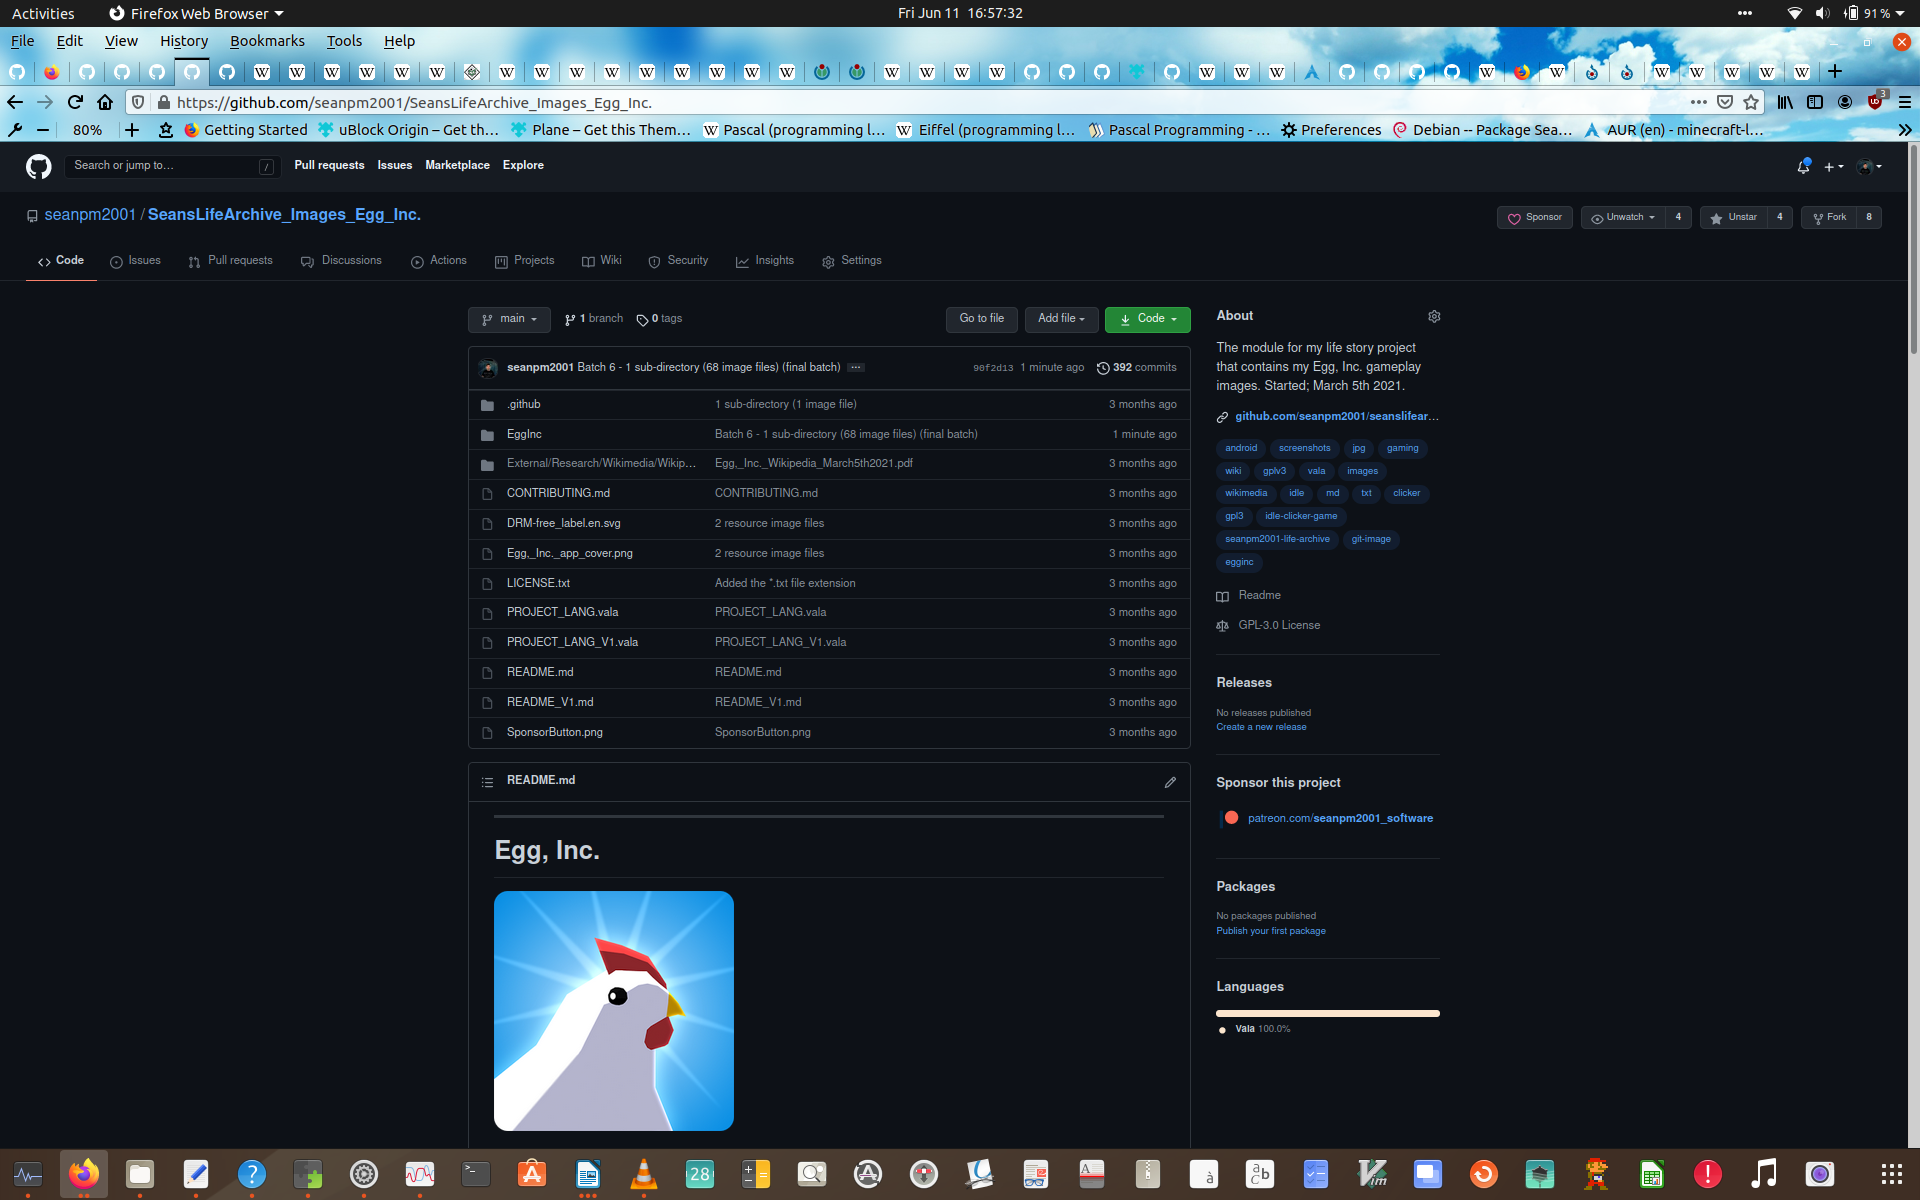 Activities Firefox Web Browser Fri Jun 11 16:57:32 91 %
File Edit View History Bookmarks Tools Help
https://github.com/seanpm2001/SeansLifeArchive_Images_Egg_Inc. 3
80% Getting Started uBlock Origin – Get th… Plane – Get this Them… Pascal (programming l… Eiffel (programming l… Pascal Programming - … Preferences Debian -- Package Sea… AUR (en) - minecraft-l…
Search or jump to… / Pull requests Issues Marketplace Explore
seanpm2001 / SeansLifeArchive_Images_Egg_Inc. Sponsor Unwatch 4 Unstar 4 Fork 8
Code Issues Pull requests Discussions Actions Projects Wiki Security Insights Settings
main 1 branch 0 tags Go to file Add file Code
seanpm2001 Batch 6 - 1 sub-directory (68 image files) (final batch) ... 90f2d13 1 minute ago 392 commits
.github 1 sub-directory (1 image file) 3 months ago
EggInc Batch 6 - 1 sub-directory (68 image files) (final batch) 1 minute ago
External/Research/Wikimedia/Wikip… Egg,_Inc._Wikipedia_March5th2021.pdf 3 months ago
CONTRIBUTING.md CONTRIBUTING.md 3 months ago
DRM-free_label.en.svg 2 resource image files 3 months ago
Egg,_Inc._app_cover.png 2 resource image files 3 months ago
LICENSE.txt Added the *.txt file extension 3 months ago
PROJECT_LANG.vala PROJECT_LANG.vala 3 months ago
PROJECT_LANG_V1.vala PROJECT_LANG_V1.vala 3 months ago
README.md README.md 3 months ago
README_V1.md README_V1.md 3 months ago
SponsorButton.png SponsorButton.png 3 months ago
README.md
Egg, Inc.
About
The module for my life story project
that contains my Egg, Inc. gameplay
images. Started; March 5th 2021.
github.com/seanpm2001/seanslifear…
android screenshots jpg gaming
wiki gplv3 vala images
wikimedia idle md txt clicker
gpl3 idle-clicker-game
seanpm2001-life-archive git-image
egginc
Readme
GPL-3.0 License
Releases
No releases published
Create a new release
Sponsor this project
patreon.com/seanpm2001_software
Packages
No packages published
Publish your first package
Languages
Vala 100.0%
28